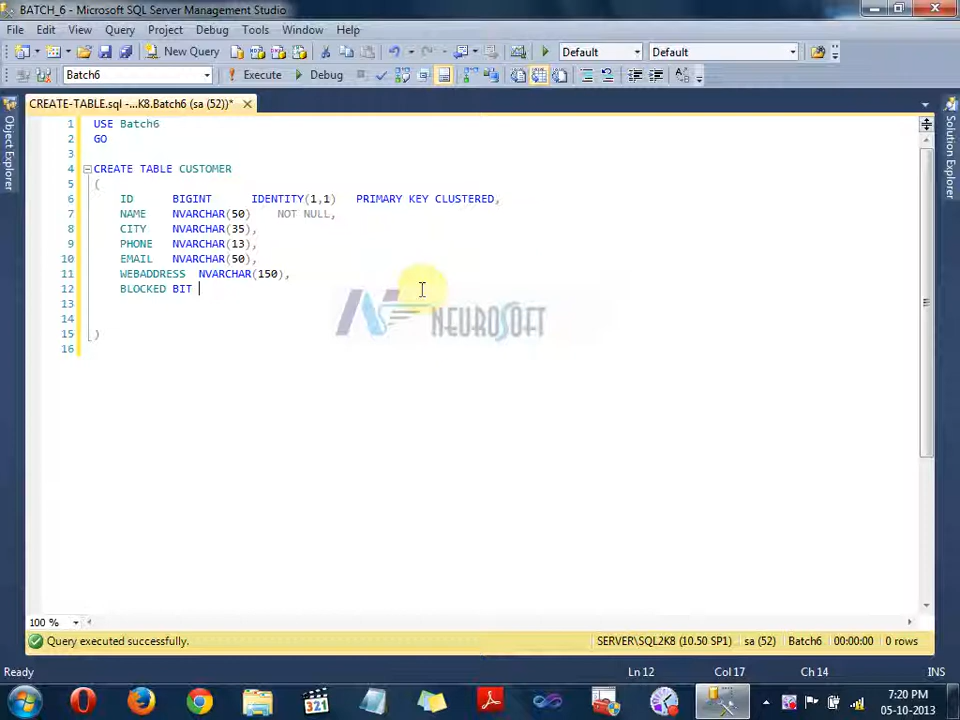 BATCH_6 - Microsoft SQL Server Management Studio
File Edit View Query Project Debug Tools Window Help
New Query Default Default
Batch6 Execute Debug
Object Explorer
CREATE-TABLE.sql -...K8.Batch6 (sa (52))*
Solution Explorer
1 USE Batch6
2 GO
3
4 CREATE TABLE CUSTOMER
5 (
6 ID BIGINT IDENTITY(1,1) PRIMARY KEY CLUSTERED,
7 NAME NVARCHAR(50) NOT NULL,
8 CITY NVARCHAR(35),
9 PHONE NVARCHAR(13),
10 EMAIL NVARCHAR(50),
11 WEBADDRESS NVARCHAR(150),
12 BLOCKED BIT
13
14
15 )
16
NEUROSOFT
100 %
Query executed successfully. SERVER\SQL2K8 (10.50 SP1) sa (52) Batch6 00:00:00 0 rows
Ready Ln 12 Col 17 Ch 14 INS
321
7:20 PM
05-10-2013